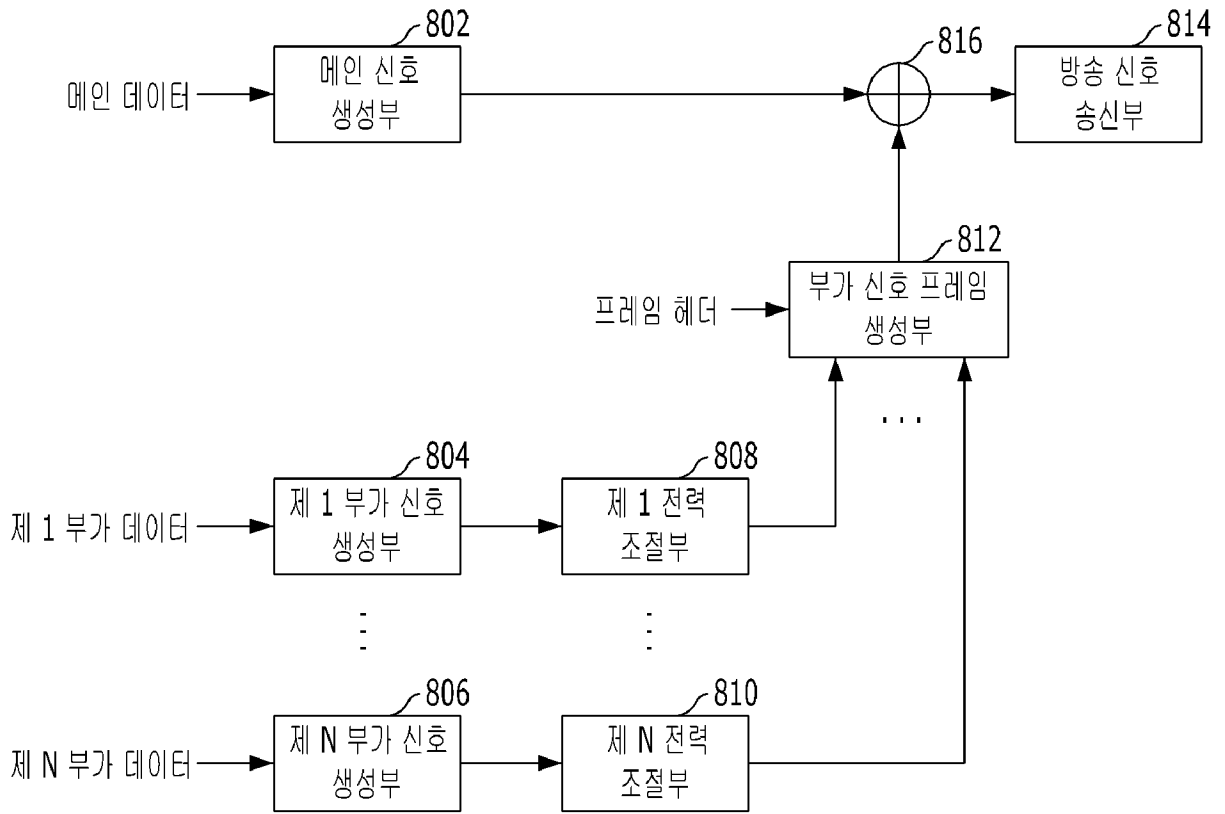 802
메인 데이터
메인 신호
생성부
816
814
방송 신호
송신부
812
프레임 헤더
부가 신호 프레임
생성부
...
804
제 1 부가 데이터
제 1 부가 신호
생성부
808
제 1 전력
조절부
806
제 N 부가 데이터
제 N 부가 신호
생성부
810
제 N 전력
조절부